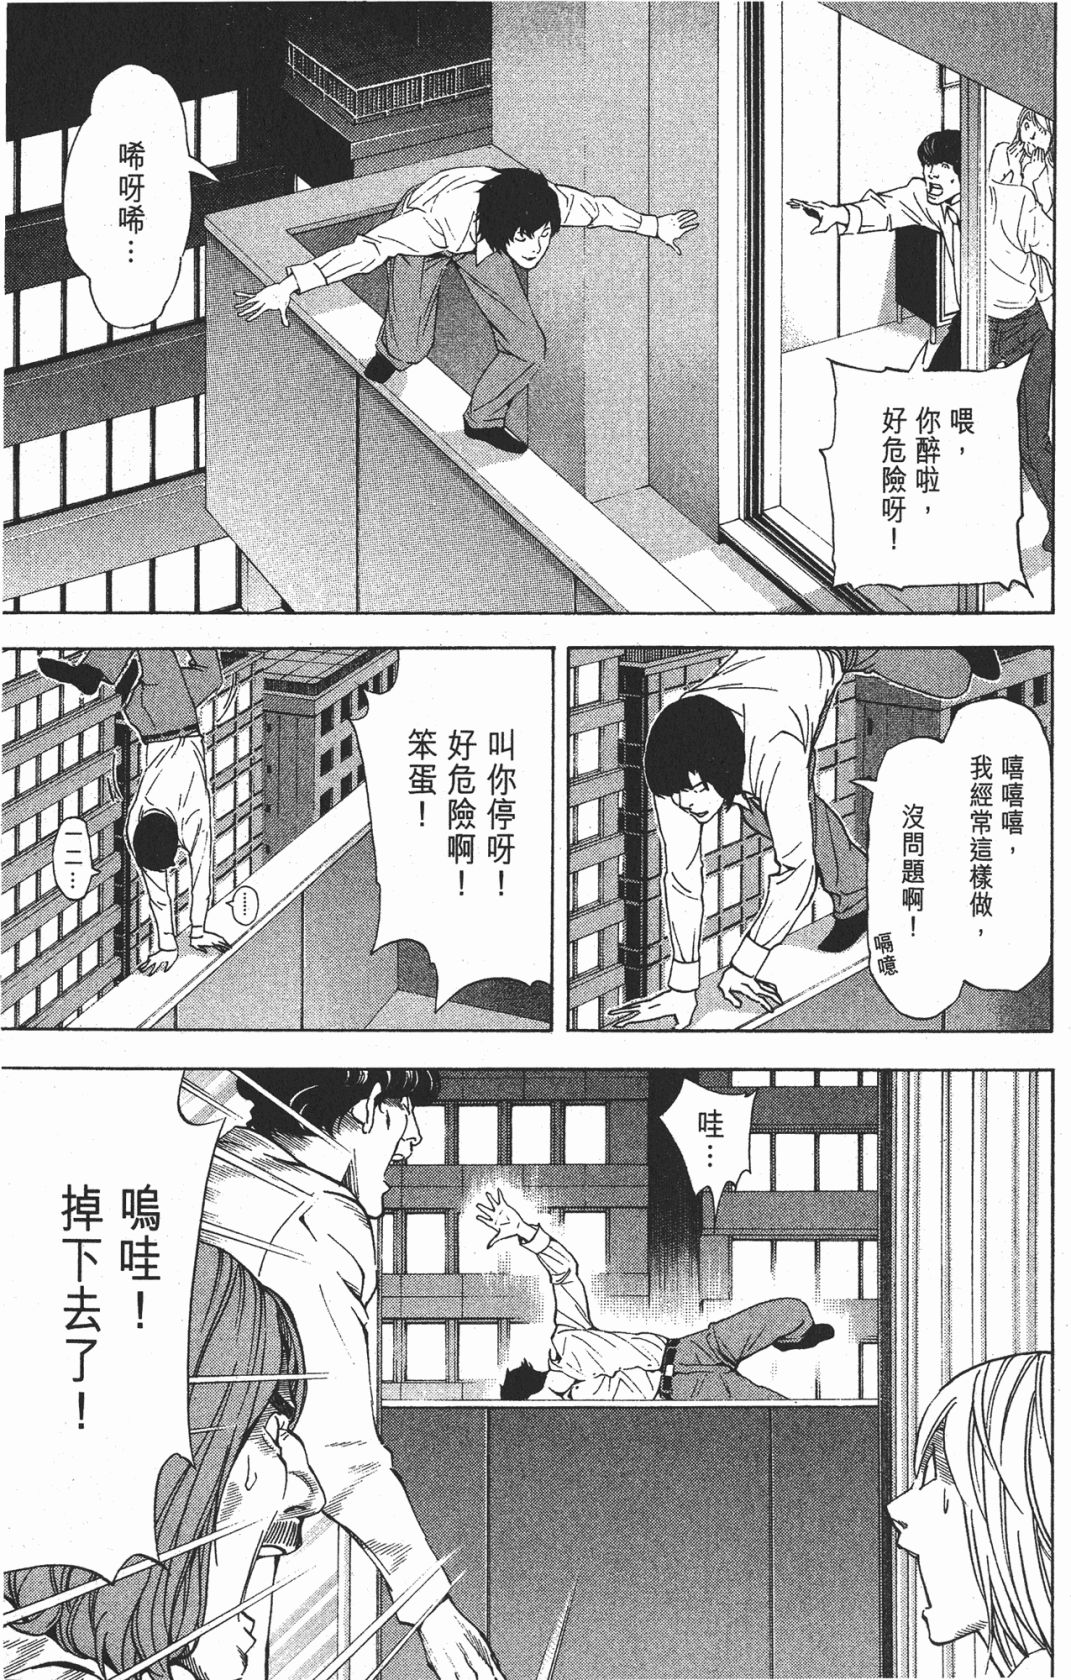 喂，
你醉啦，
好危險呀！
唏呀唏…
嘻嘻嘻，
我經常這樣做，
沒問題啊！
嗝噫
叫你停呀！
好危險啊！
笨蛋！
……
一二…
哇…
嗚哇！
掉下去了！